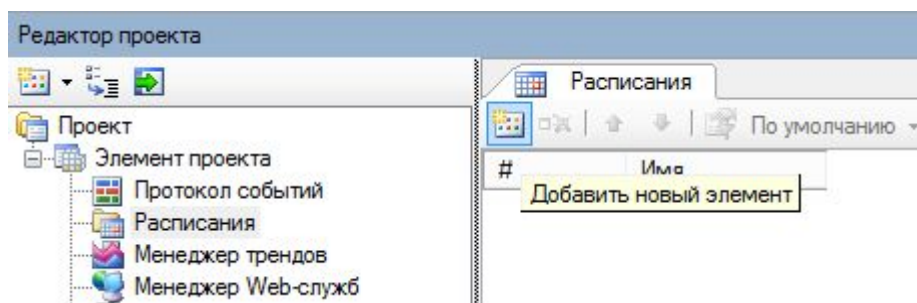 Редактор проекта
Расписания
Проект
По умолчанию
Элемент проекта
# Имя
Протокол событий
Добавить новый элемент
Расписания
Менеджер трендов
Менеджер Web-служб